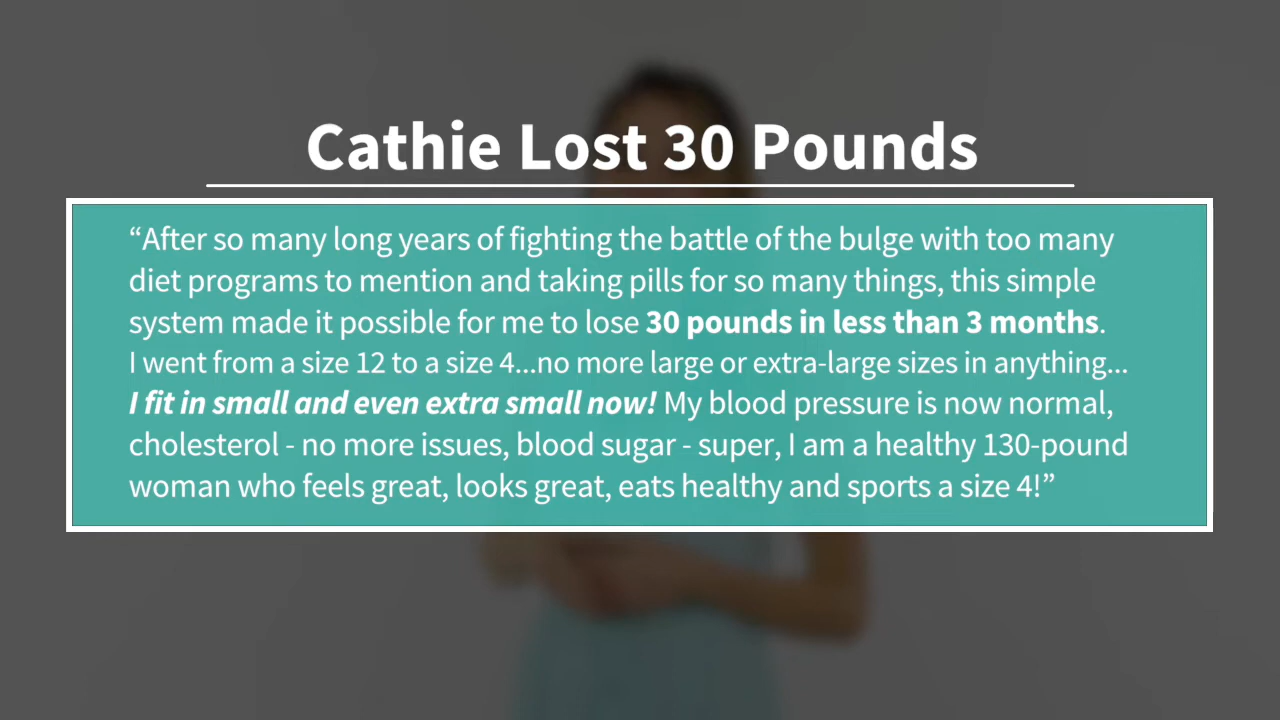 Cathie Lost 30 Pounds
“After so many long years of fighting the battle of the bulge with too many
diet programs to mention and taking pills for so many things, this simple
system made it possible for me to lose 30 pounds in less than 3 months.
I went from a size 12 to a size 4...no more large or extra-large sizes in anything...
I fit in small and even extra small now! My blood pressure is now normal,
cholesterol - no more issues, blood sugar - super, I am a healthy 130-pound
woman who feels great, looks great, eats healthy and sports a size 4!”